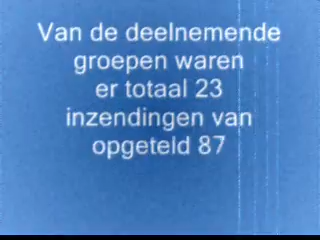 Van de deelnemende
groepen waren
er totaal 23
inzendingen van
opgeteld 87